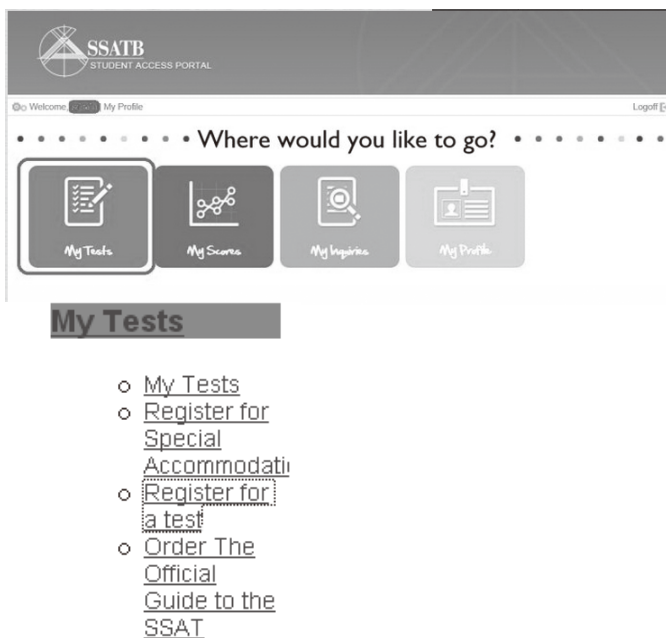 SSATB
STUDENT ACCESS PORTAL
Welcome, My Profile
Logoff
Where would you like to go?
My Tests
My Scores
My Inquiries
My Profile
My Tests
My Tests
Register for
Special
Accommodati
Register for
a test
Order The
Official
Guide to the
SSAT